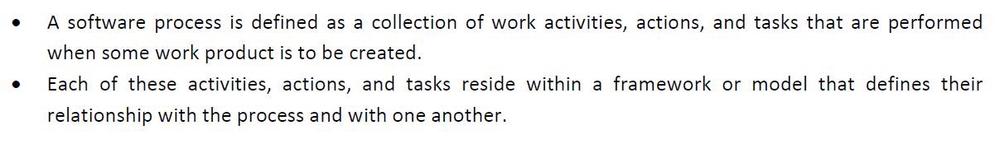 • A software process is defined as a collection of work activities, actions, and tasks that are performed
when some work product is to be created.
• Each of these activities, actions, and tasks reside within a framework or model that defines their
relationship with the process and with one another.